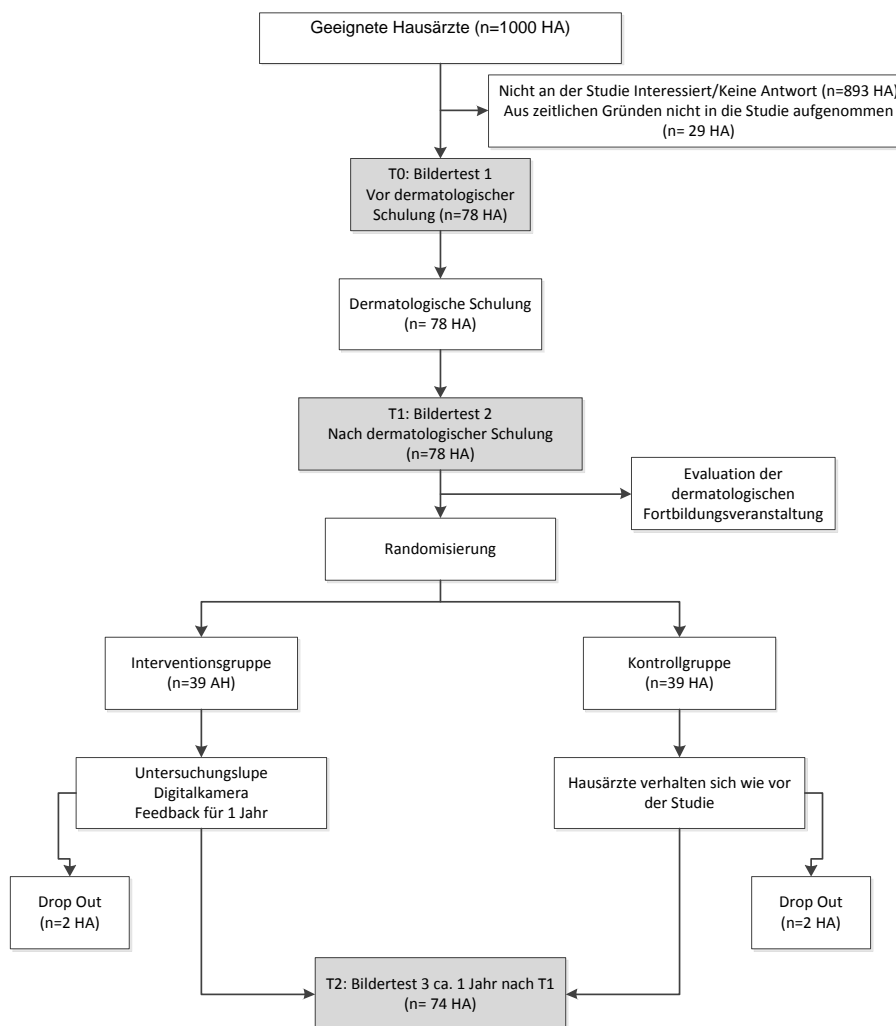 Geeignete Hausärzte (n=1000 HA)
Nicht an der Studie Interessiert/Keine Antwort (n=893 HA)
Aus zeitlichen Gründen nicht in die Studie aufgenommen
(n= 29 HA)
T0: Bildertest 1
Vor dermatologischer
Schulung (n=78 HA)
Dermatologische Schulung
(n= 78 HA)
T1: Bildertest 2
Nach dermatologischer Schulung
(n=78 HA)
Evaluation der
dermatologischen
Fortbildungsveranstaltung
Randomisierung
Interventionsgruppe
(n=39 AH)
Kontrollgruppe
(n=39 HA)
Untersuchungslupe
Digitalkamera
Feedback für 1 Jahr
Hausärzte verhalten sich wie vor
der Studie
Drop Out
(n=2 HA)
Drop Out
(n=2 HA)
T2: Bildertest 3 ca. 1 Jahr nach T1
(n= 74 HA)